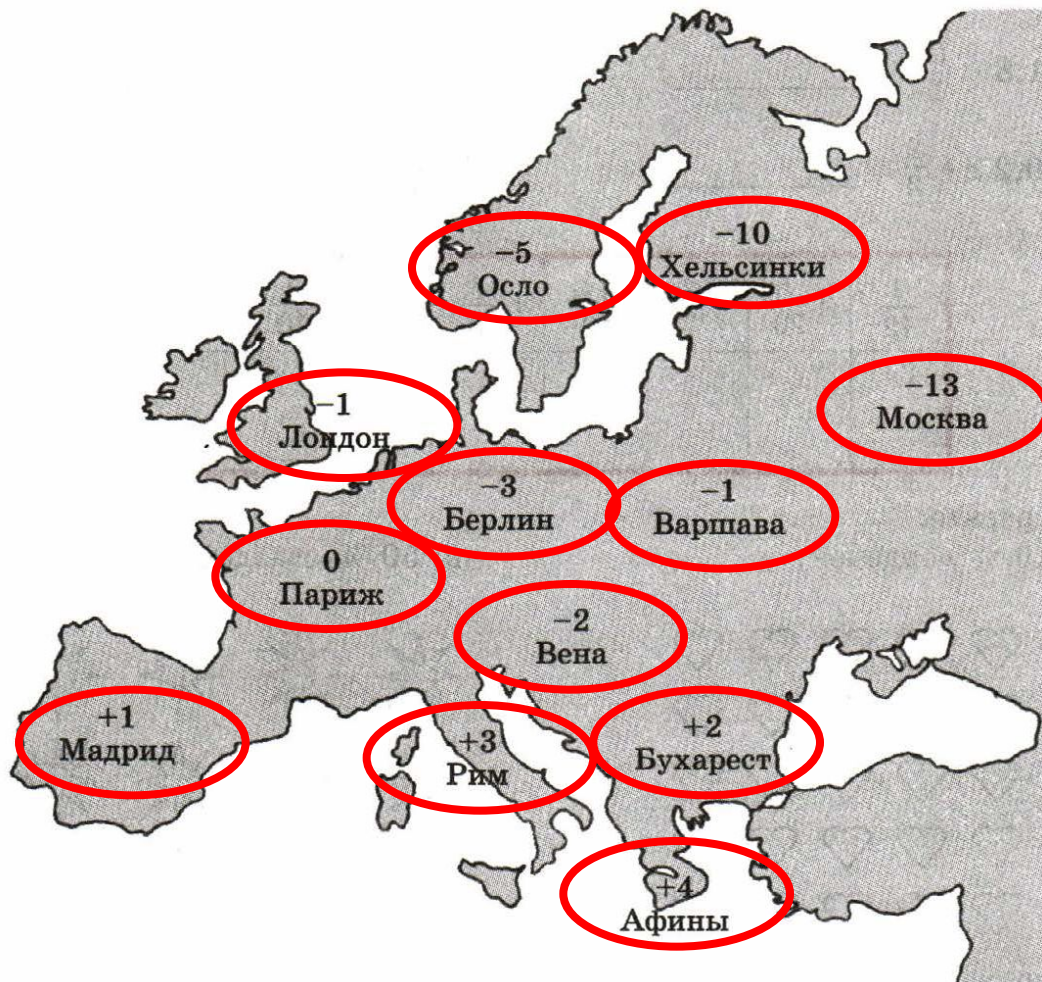 −5
Осло
−10
Хельсинки
−13
Москва
−1
Лондон
−3
Берлин
−1
Варшава
0
Париж
−2
Вена
+1
Мадрид
+3
Рим
+2
Бухарест
+4
Афины